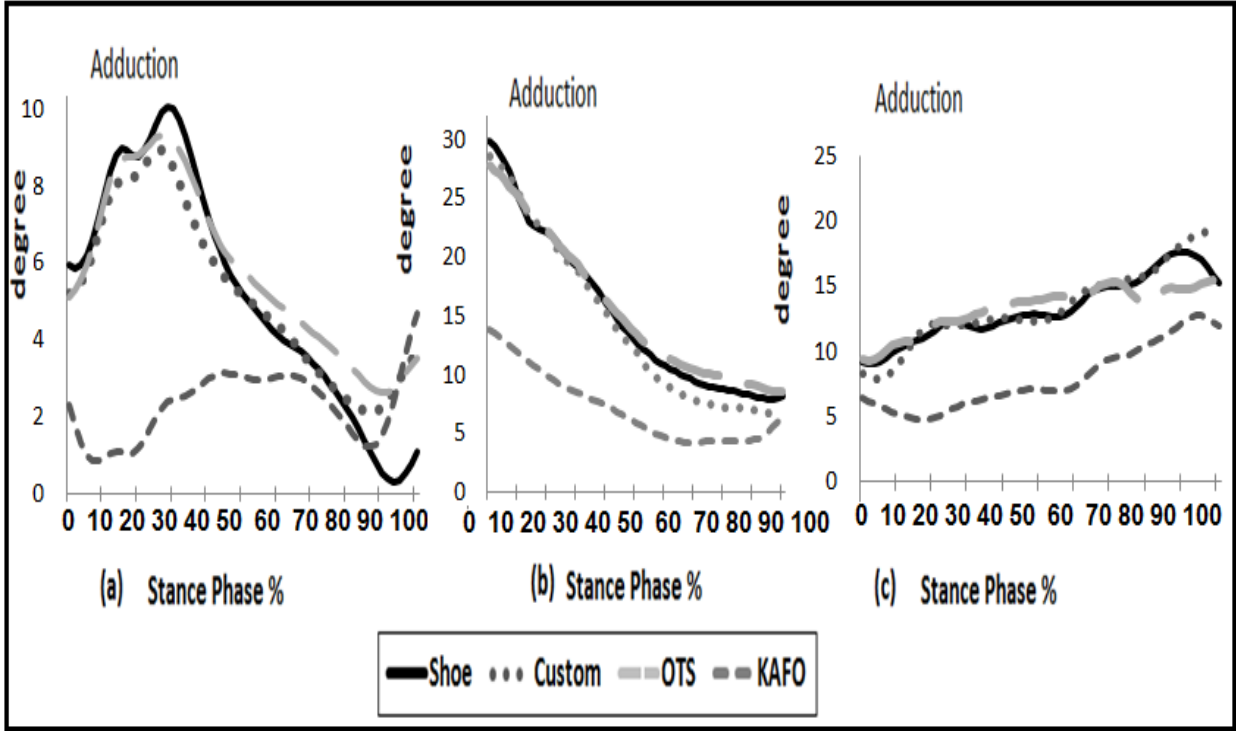 Adduction
10
8
6
4
2
0
degree
0 10 20 30 40 50 60 70 80 90 100
(a) Stance Phase %
Adduction
30
25
20
15
10
5
0
degree
0 10 20 30 40 50 60 70 80 90 100
(b) Stance Phase %
Adduction
25
20
15
10
5
0
degree
0 10 20 30 40 50 60 70 80 90 100
(c) Stance Phase %
Shoe Custom OTS KAFO